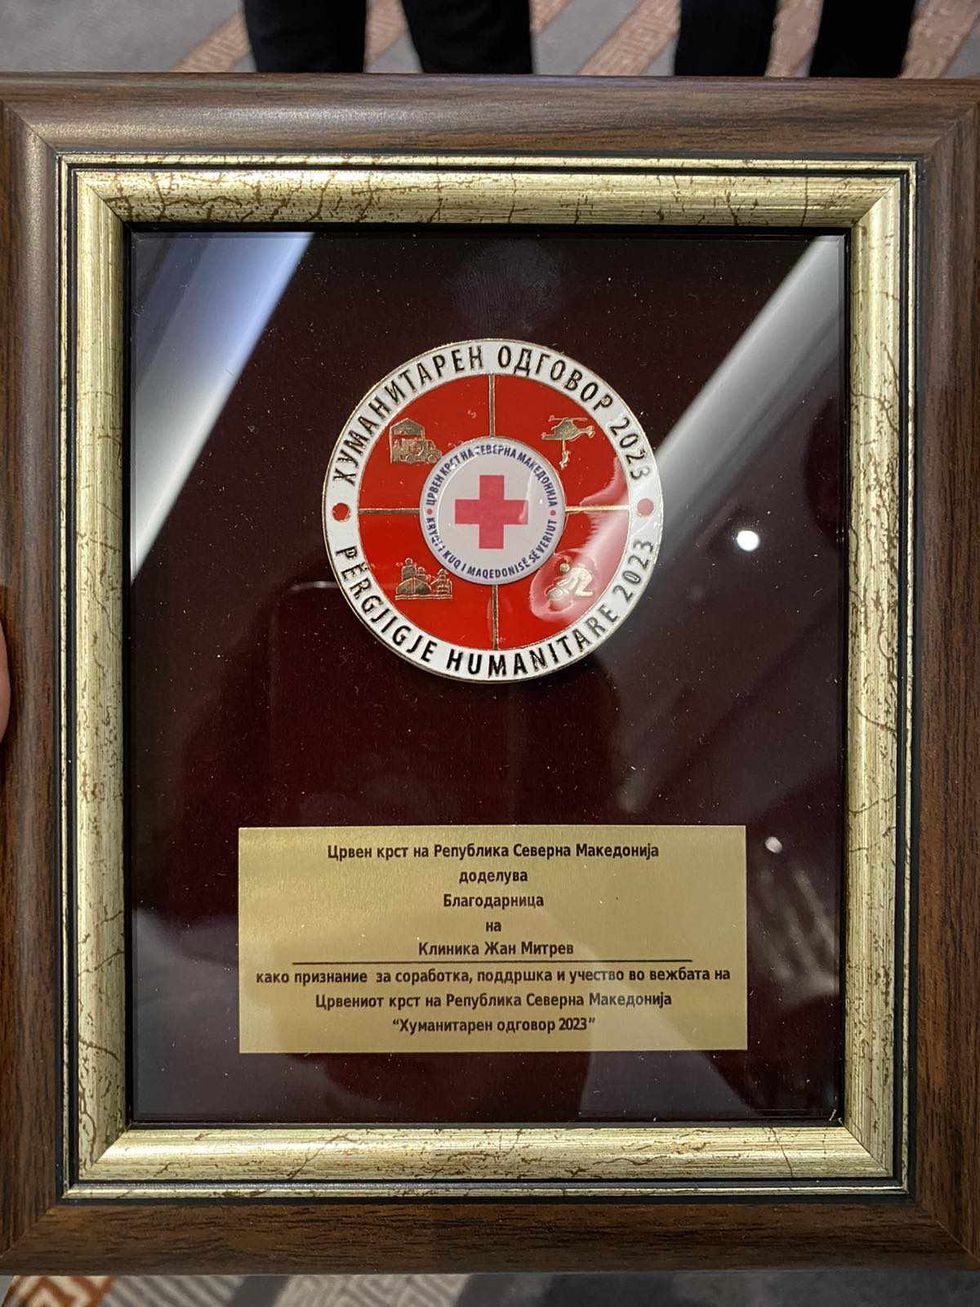 ХУМАНИТАРЕН ОДГОВОР 2023
ЦРВЕН КРСТ НА СЕВЕРНА МАКЕДОНИЈА
KRYQI I KUQ I MAQEDONISË SË VERIUT
PËRGJIGJE HUMANITARE 2023
Црвен крст на Република Северна Македонија
доделува
Благодарница
на
Клиника Жан Митрев
како признание за соработка, поддршка и учество во вежбата на
Црвениот крст на Република Северна Македонија
“Хуманитарен одговор 2023”